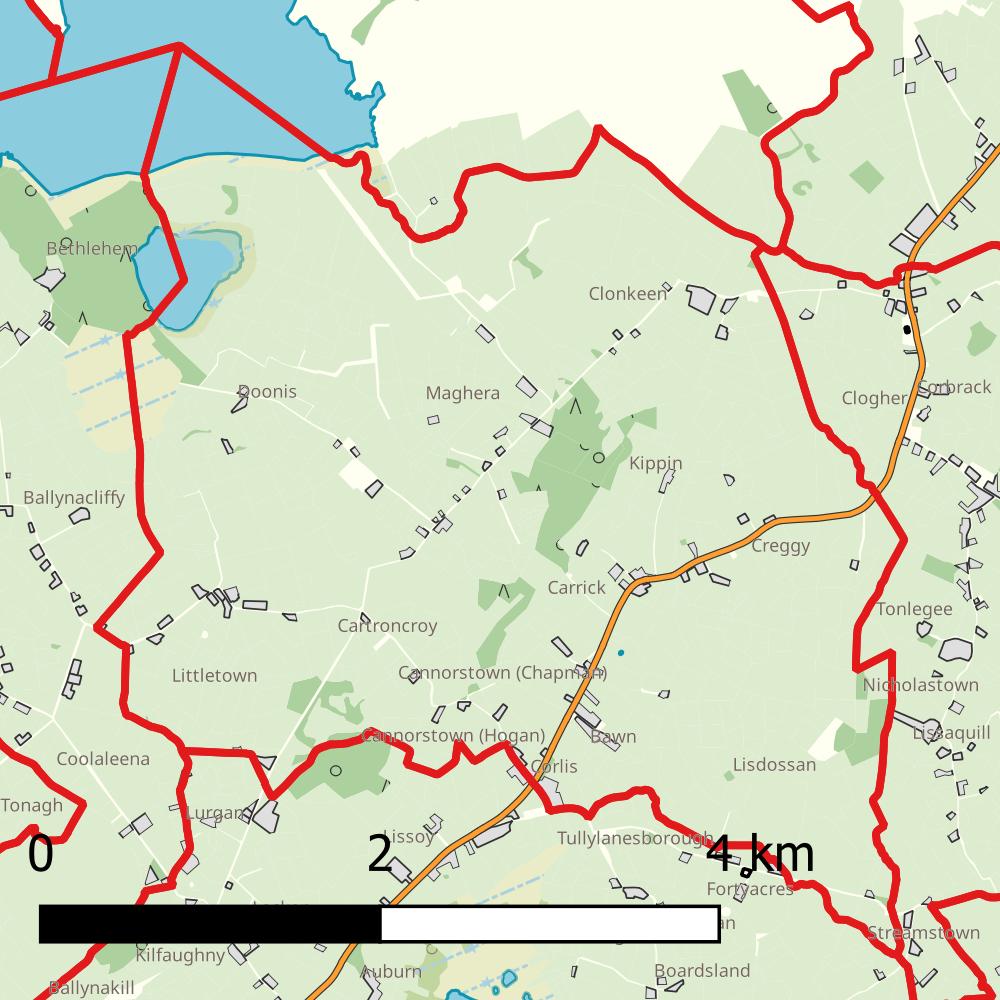 Bethlehem
Clonkeen
Doonis
Maghera
Corbrack
Clogher
Kippin
Ballynacliffy
Creggy
Carrick
Tonlegee
Cartroncroy
Littletown
Cannorstown (Chapman)
Nicholastown
Cannorstown (Hogan)
Bawn
Lissaquill
Coolaleena
Corlis
Lisdossan
Tonagh
Lurgan
Lissoy
Tullylanesborough
0
2
4 km
Fortyacres
Streamstown
Kilfaughny
Auburn
Boardsland
Ballynakill